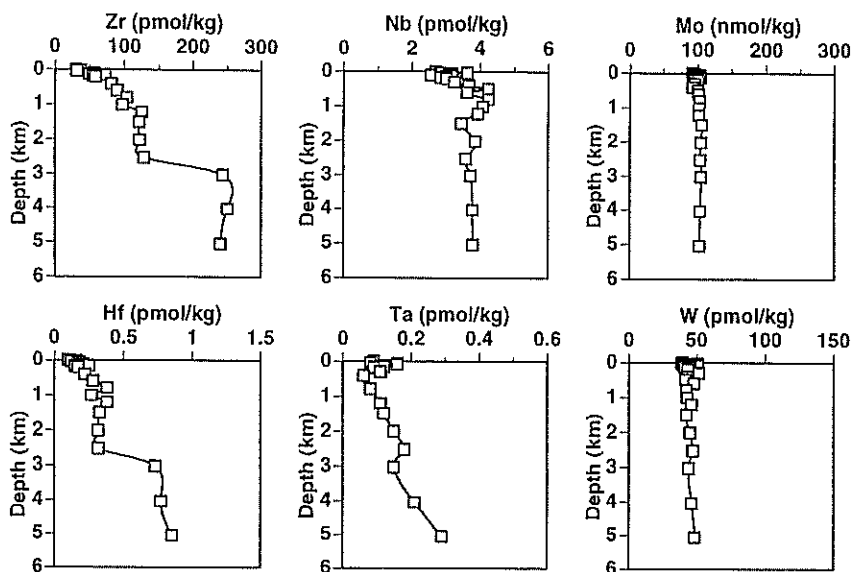 Zr (pmol/kg)
0 100 200 300
Depth (km)
0
1
2
3
4
5
6
Nb (pmol/kg)
0 2 4 6
Depth (km)
0
1
2
3
4
5
6
Mo (nmol/kg)
0 100 200 300
Depth (km)
0
1
2
3
4
5
6
Hf (pmol/kg)
0 0.5 1 1.5
Depth (km)
0
1
2
3
4
5
6
Ta (pmol/kg)
0 0.2 0.4 0.6
Depth (km)
0
1
2
3
4
5
6
W (pmol/kg)
0 50 100 150
Depth (km)
0
1
2
3
4
5
6